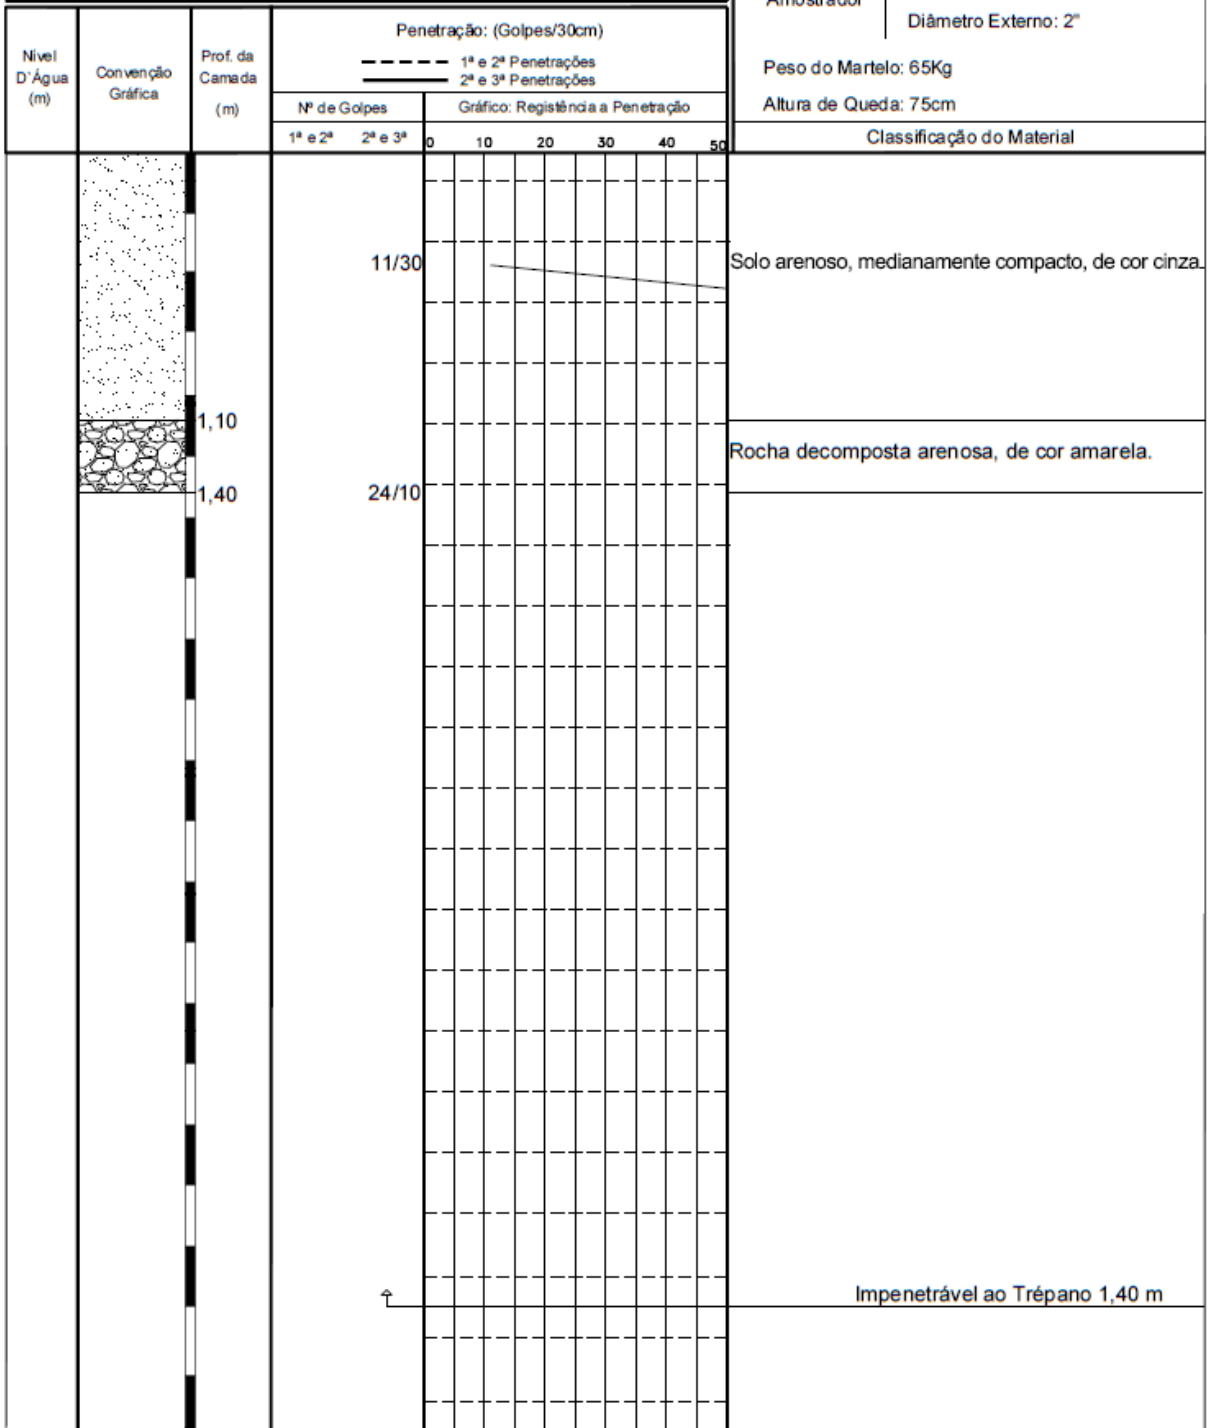 Amostrador
Diâmetro Externo: 2"
Peso do Martelo: 65Kg
Altura de Queda: 75cm
Classificação do Material
Nível
D`Água
(m)
Convenção
Gráfica
Prof. da
Camada
(m)
Penetração: (Golpes/30cm)
1ª e 2ª Penetrações
2ª e 3ª Penetrações
Nº de Golpes
Gráfico: Registência a Penetração
1ª e 2ª 2ª e 3ª
0 10 20 30 40 50
11/30
Solo arenoso, medianamente compacto, de cor cinza.
1,10
Rocha decomposta arenosa, de cor amarela.
1,40
24/10
Impenetrável ao Trépano 1,40 m